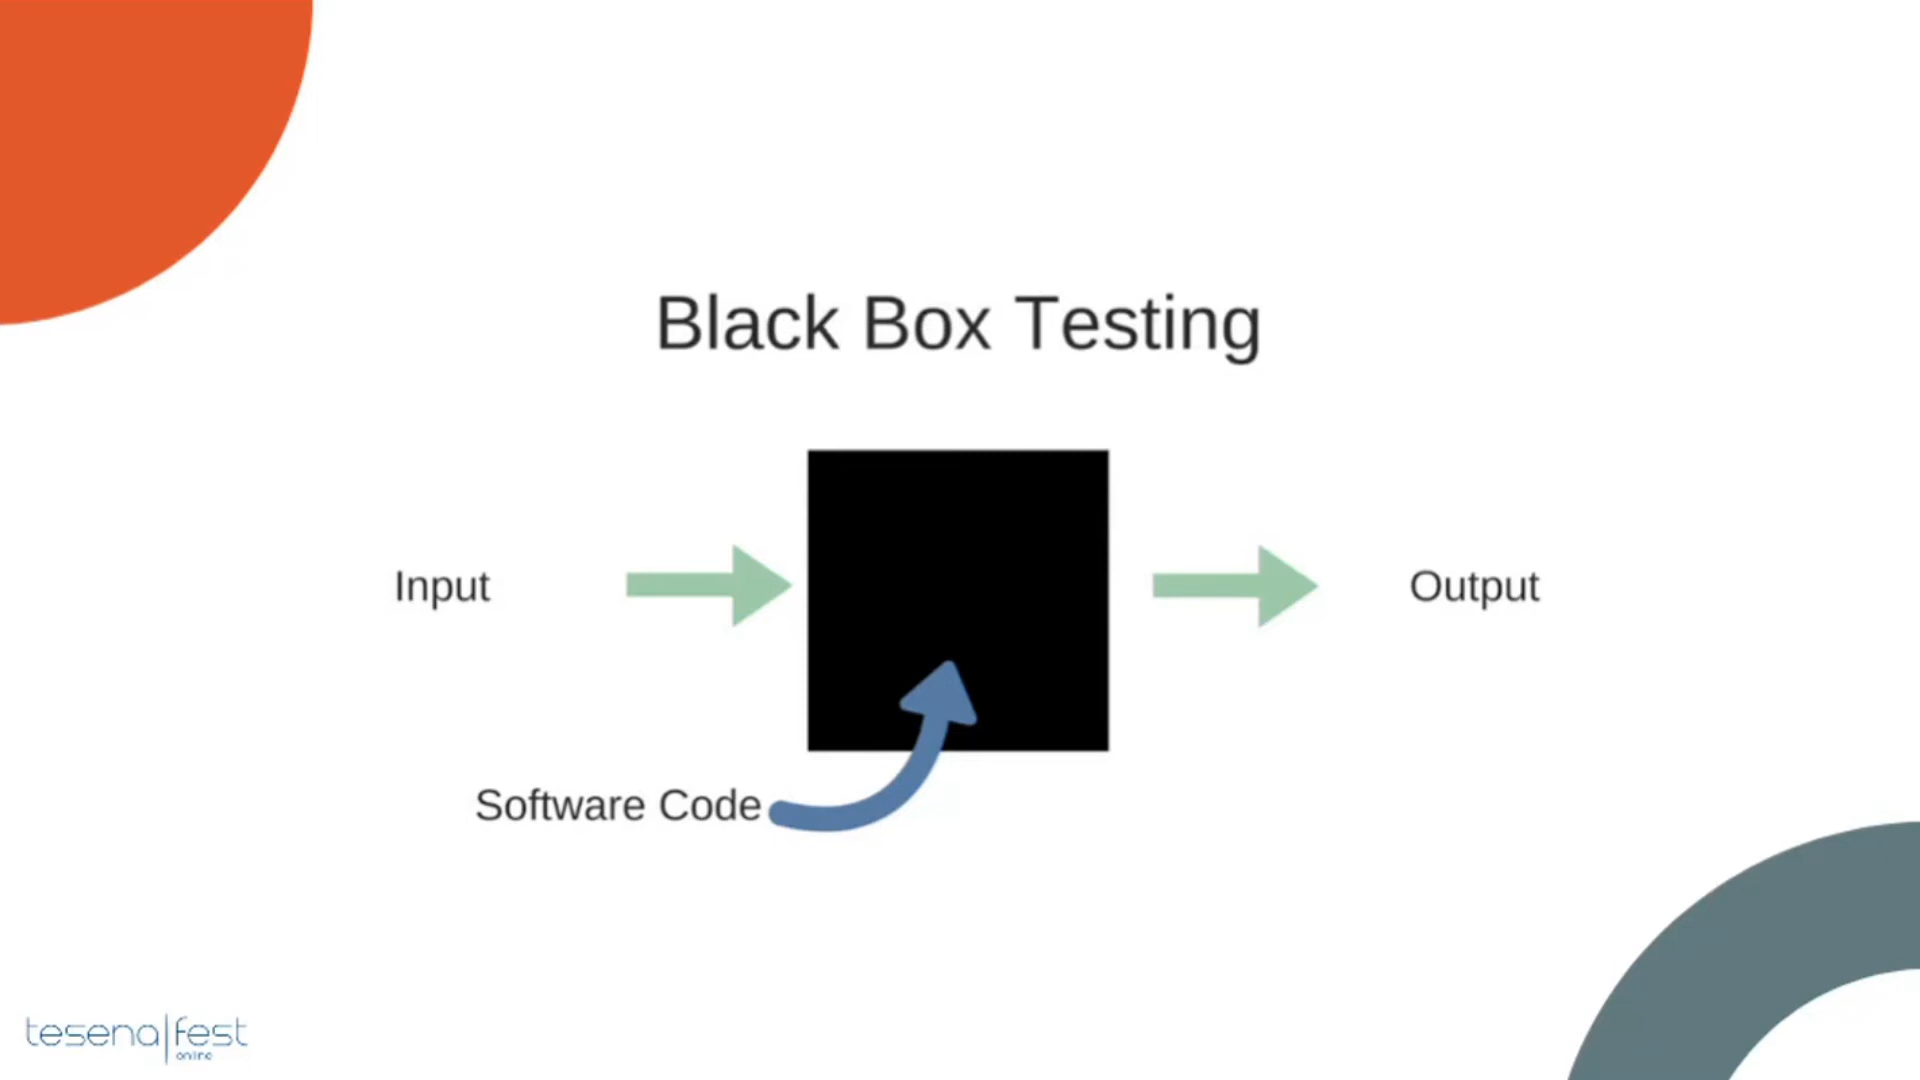 Black Box Testing
Input
Output
Software Code
tesena|fest
online